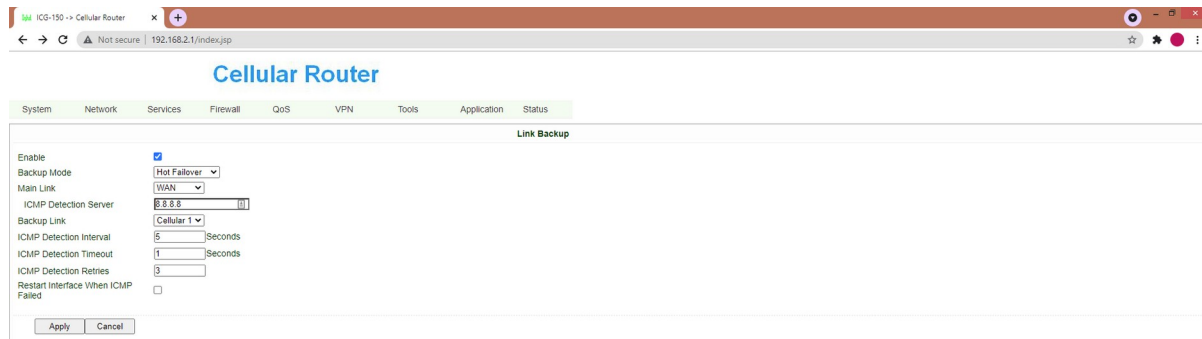 ICG-150 -> Cellular Router
Not secure | 192.168.2.1/index.jsp
Cellular Router
System Network Services Firewall QoS VPN Tools Application Status
Link Backup
Enable
Backup Mode Hot Failover
Main Link WAN
ICMP Detection Server 8.8.8.8
Backup Link Cellular 1
ICMP Detection Interval 5 Seconds
ICMP Detection Timeout 1 Seconds
ICMP Detection Retries 3
Restart Interface When ICMP
Failed
Apply Cancel